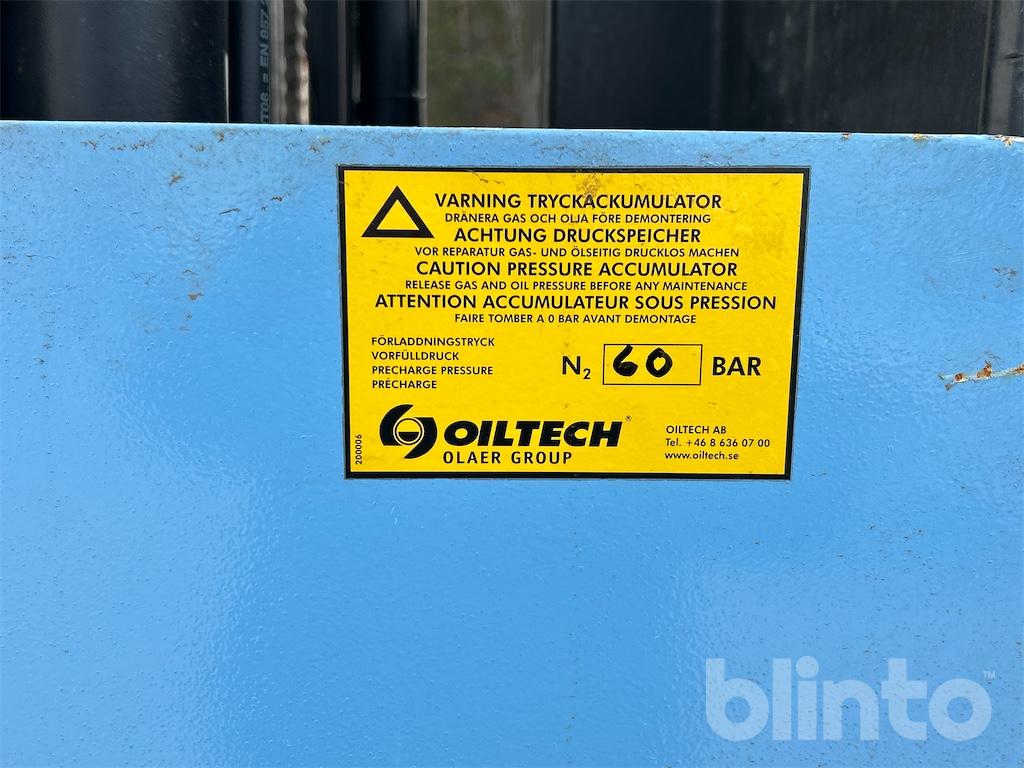 = EN 857
VARNING TRYCKACKUMULATOR
DRÄNERA GAS OCH OLJA FÖRE DEMONTERING
ACHTUNG DRUCKSPEICHER
VOR REPARATUR GAS- UND ÖLSEITIG DRUCKLOS MACHEN
CAUTION PRESSURE ACCUMULATOR
RELEASE GAS AND OIL PRESSURE BEFORE ANY MAINTENANCE
ATTENTION ACCUMULATEUR SOUS PRESSION
FAIRE TOMBER A 0 BAR AVANT DEMONTAGE
FÖRLADDNINGSTRYCK
VORFÜLLDRUCK
PRECHARGE PRESSURE
PRÉCHARGE
N₂ 60 BAR
200006
OILTECH®
OLAER GROUP
OILTECH AB
Tel. +46 8 636 07 00
www.oiltech.se
blinto™